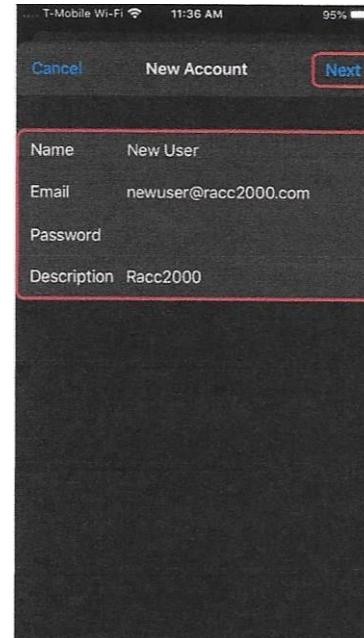 .... T-Mobile Wi-Fi 11:36 AM 95%
Cancel New Account Next
Name New User
Email newuser@racc2000.com
Password
Description Racc2000